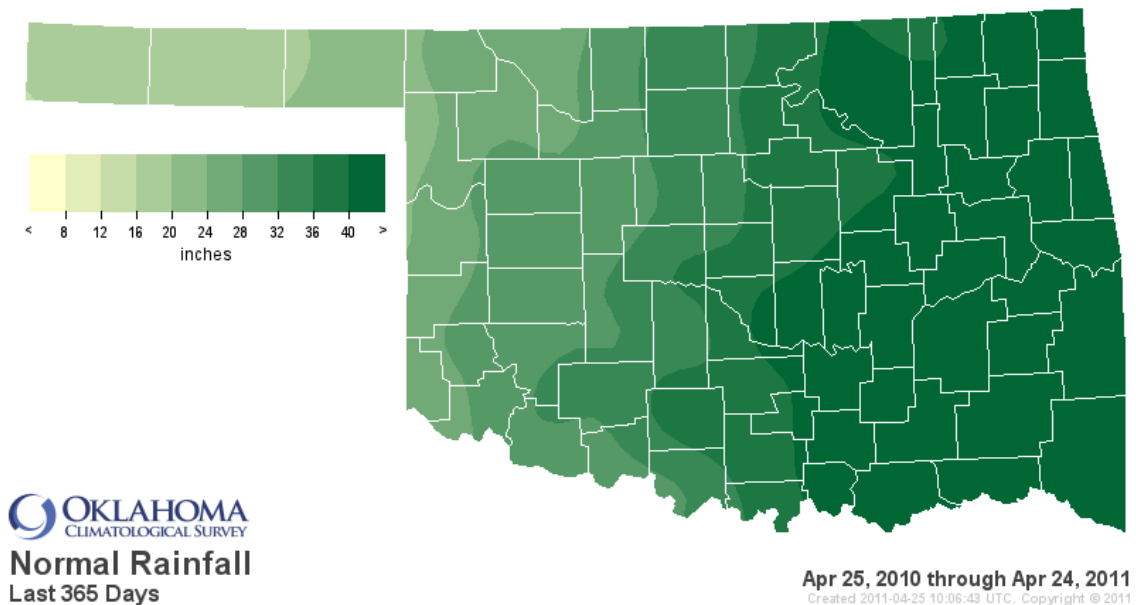 < 8 12 16 20 24 28 32 36 40 >
inches
OKLAHOMA
CLIMATOLOGICAL SURVEY
Normal Rainfall
Last 365 Days
Apr 25, 2010 through Apr 24, 2011
Created 2011-04-25 10:06:43 UTC. Copyright © 2011